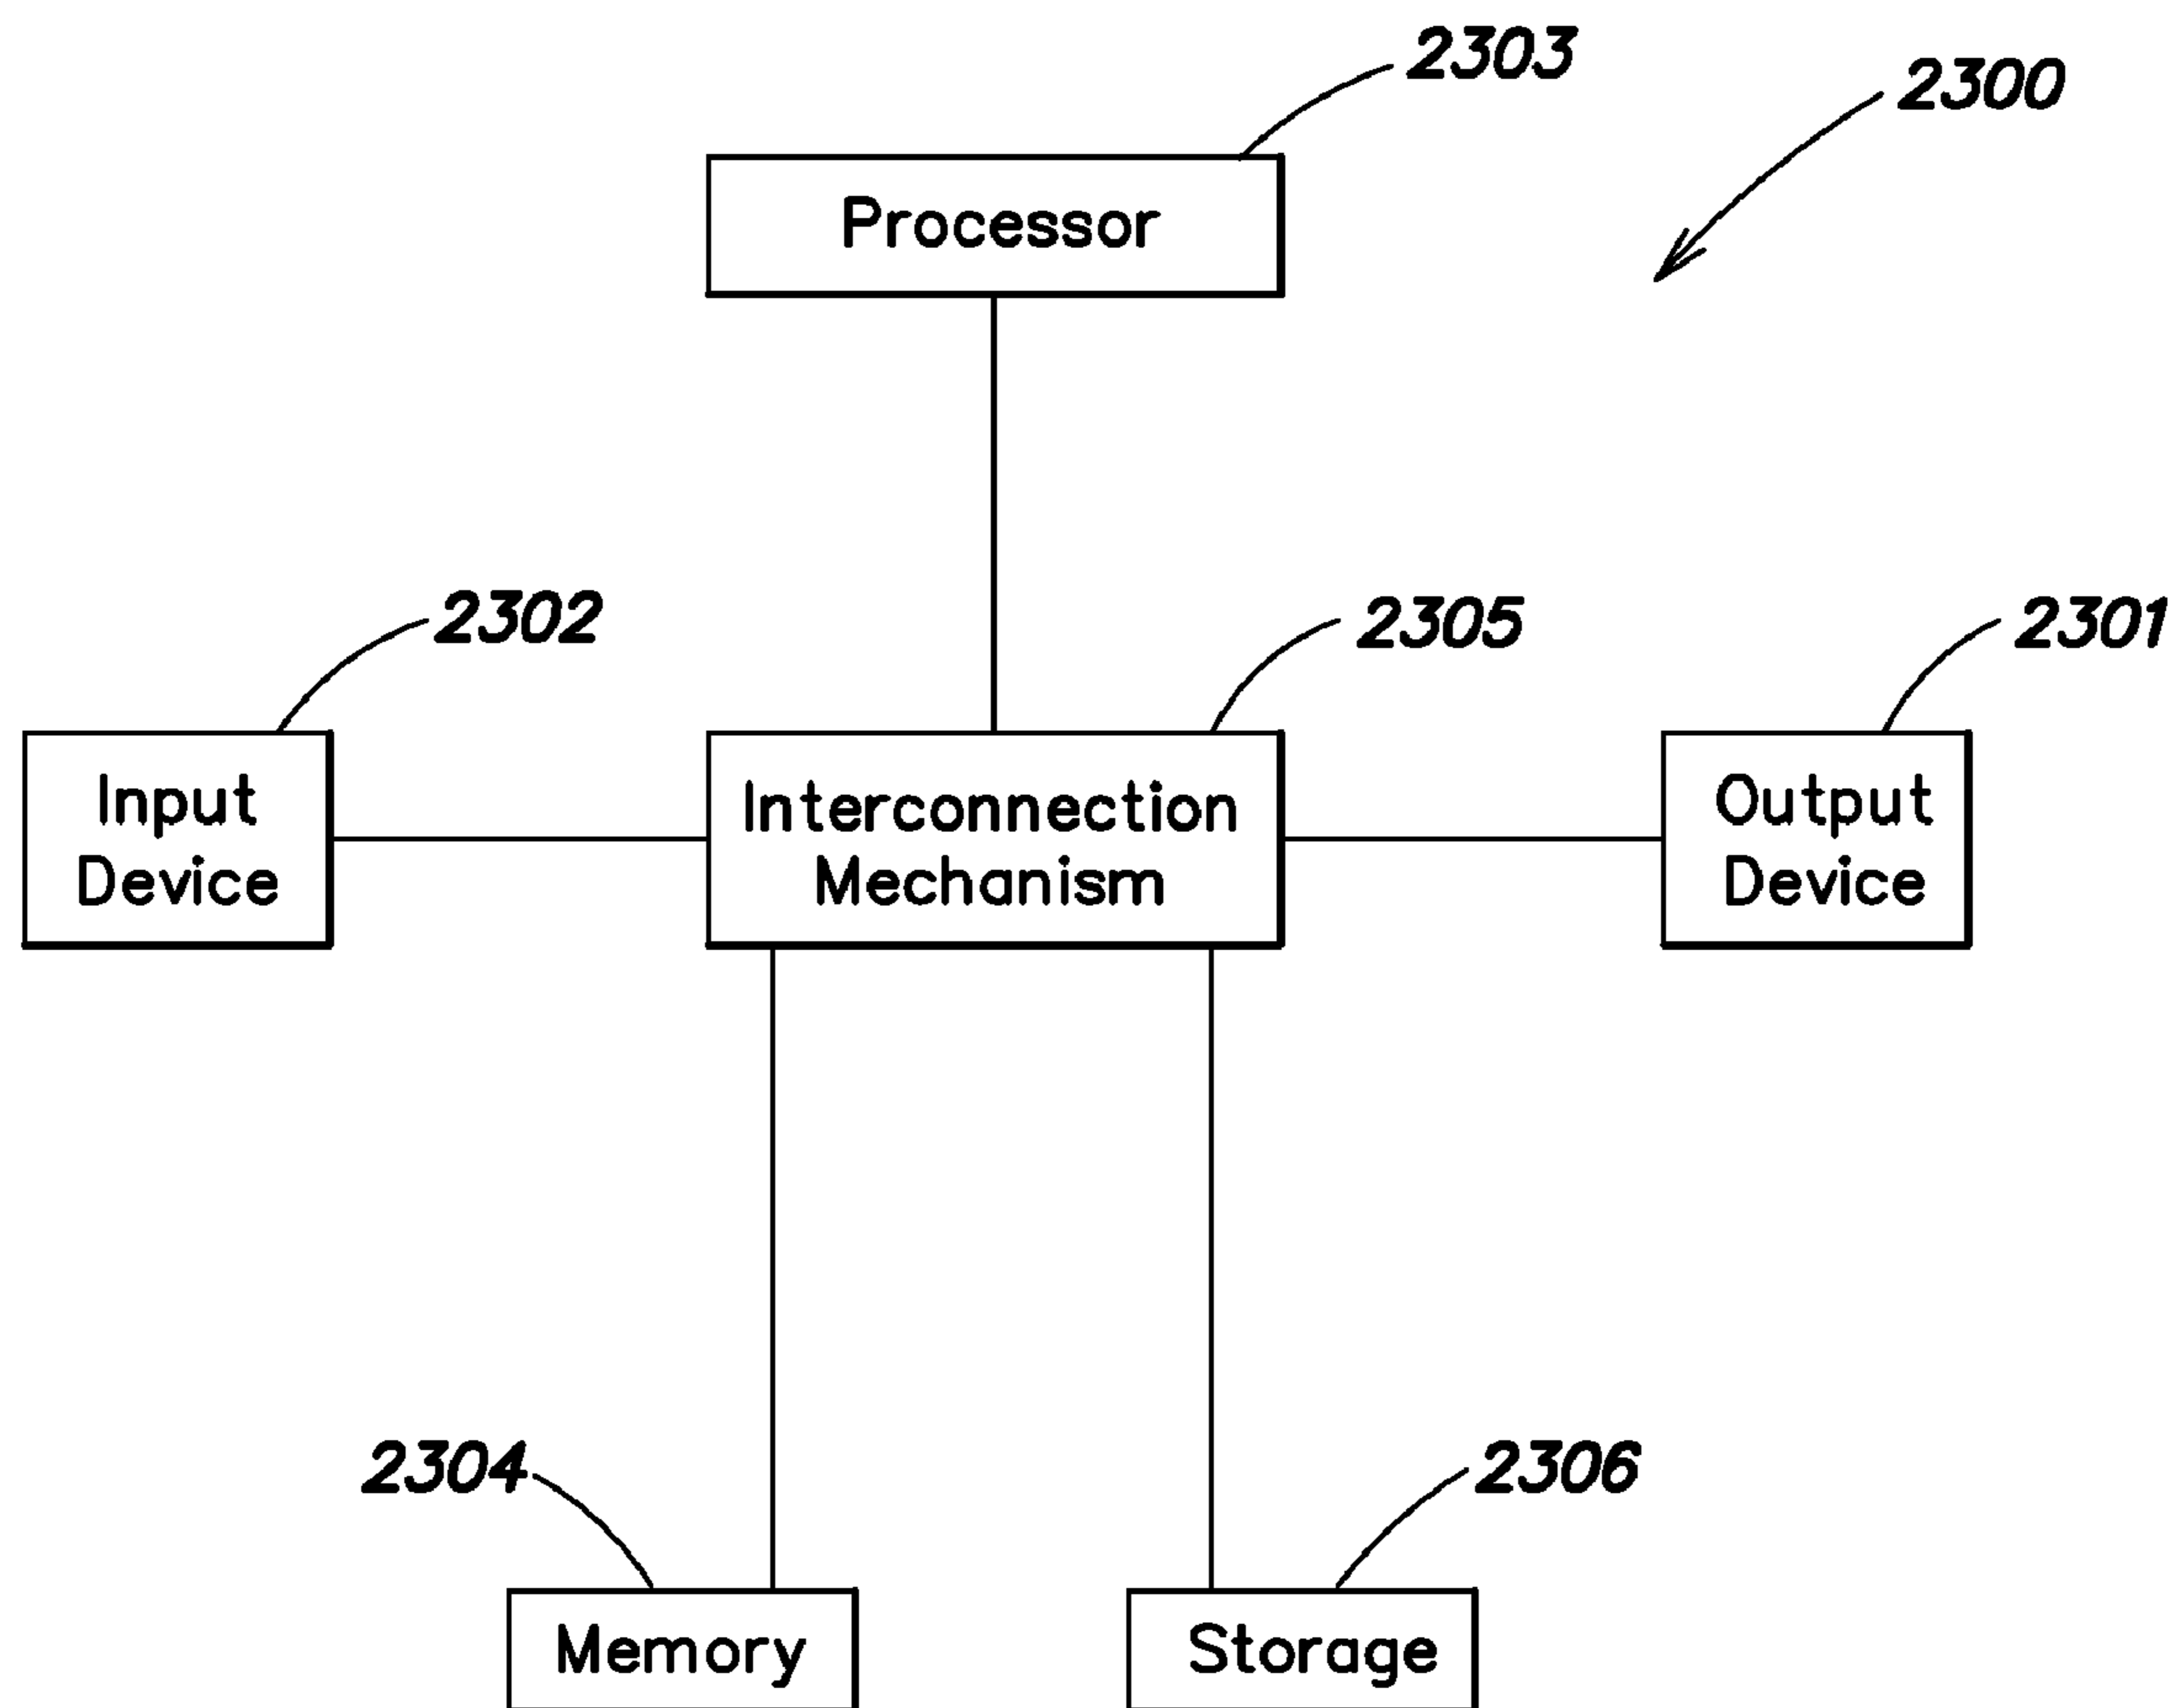 2303
2300
Processor
2302
2305
2301
Input
Device
Interconnection
Mechanism
Output
Device
2304
2306
Memory
Storage